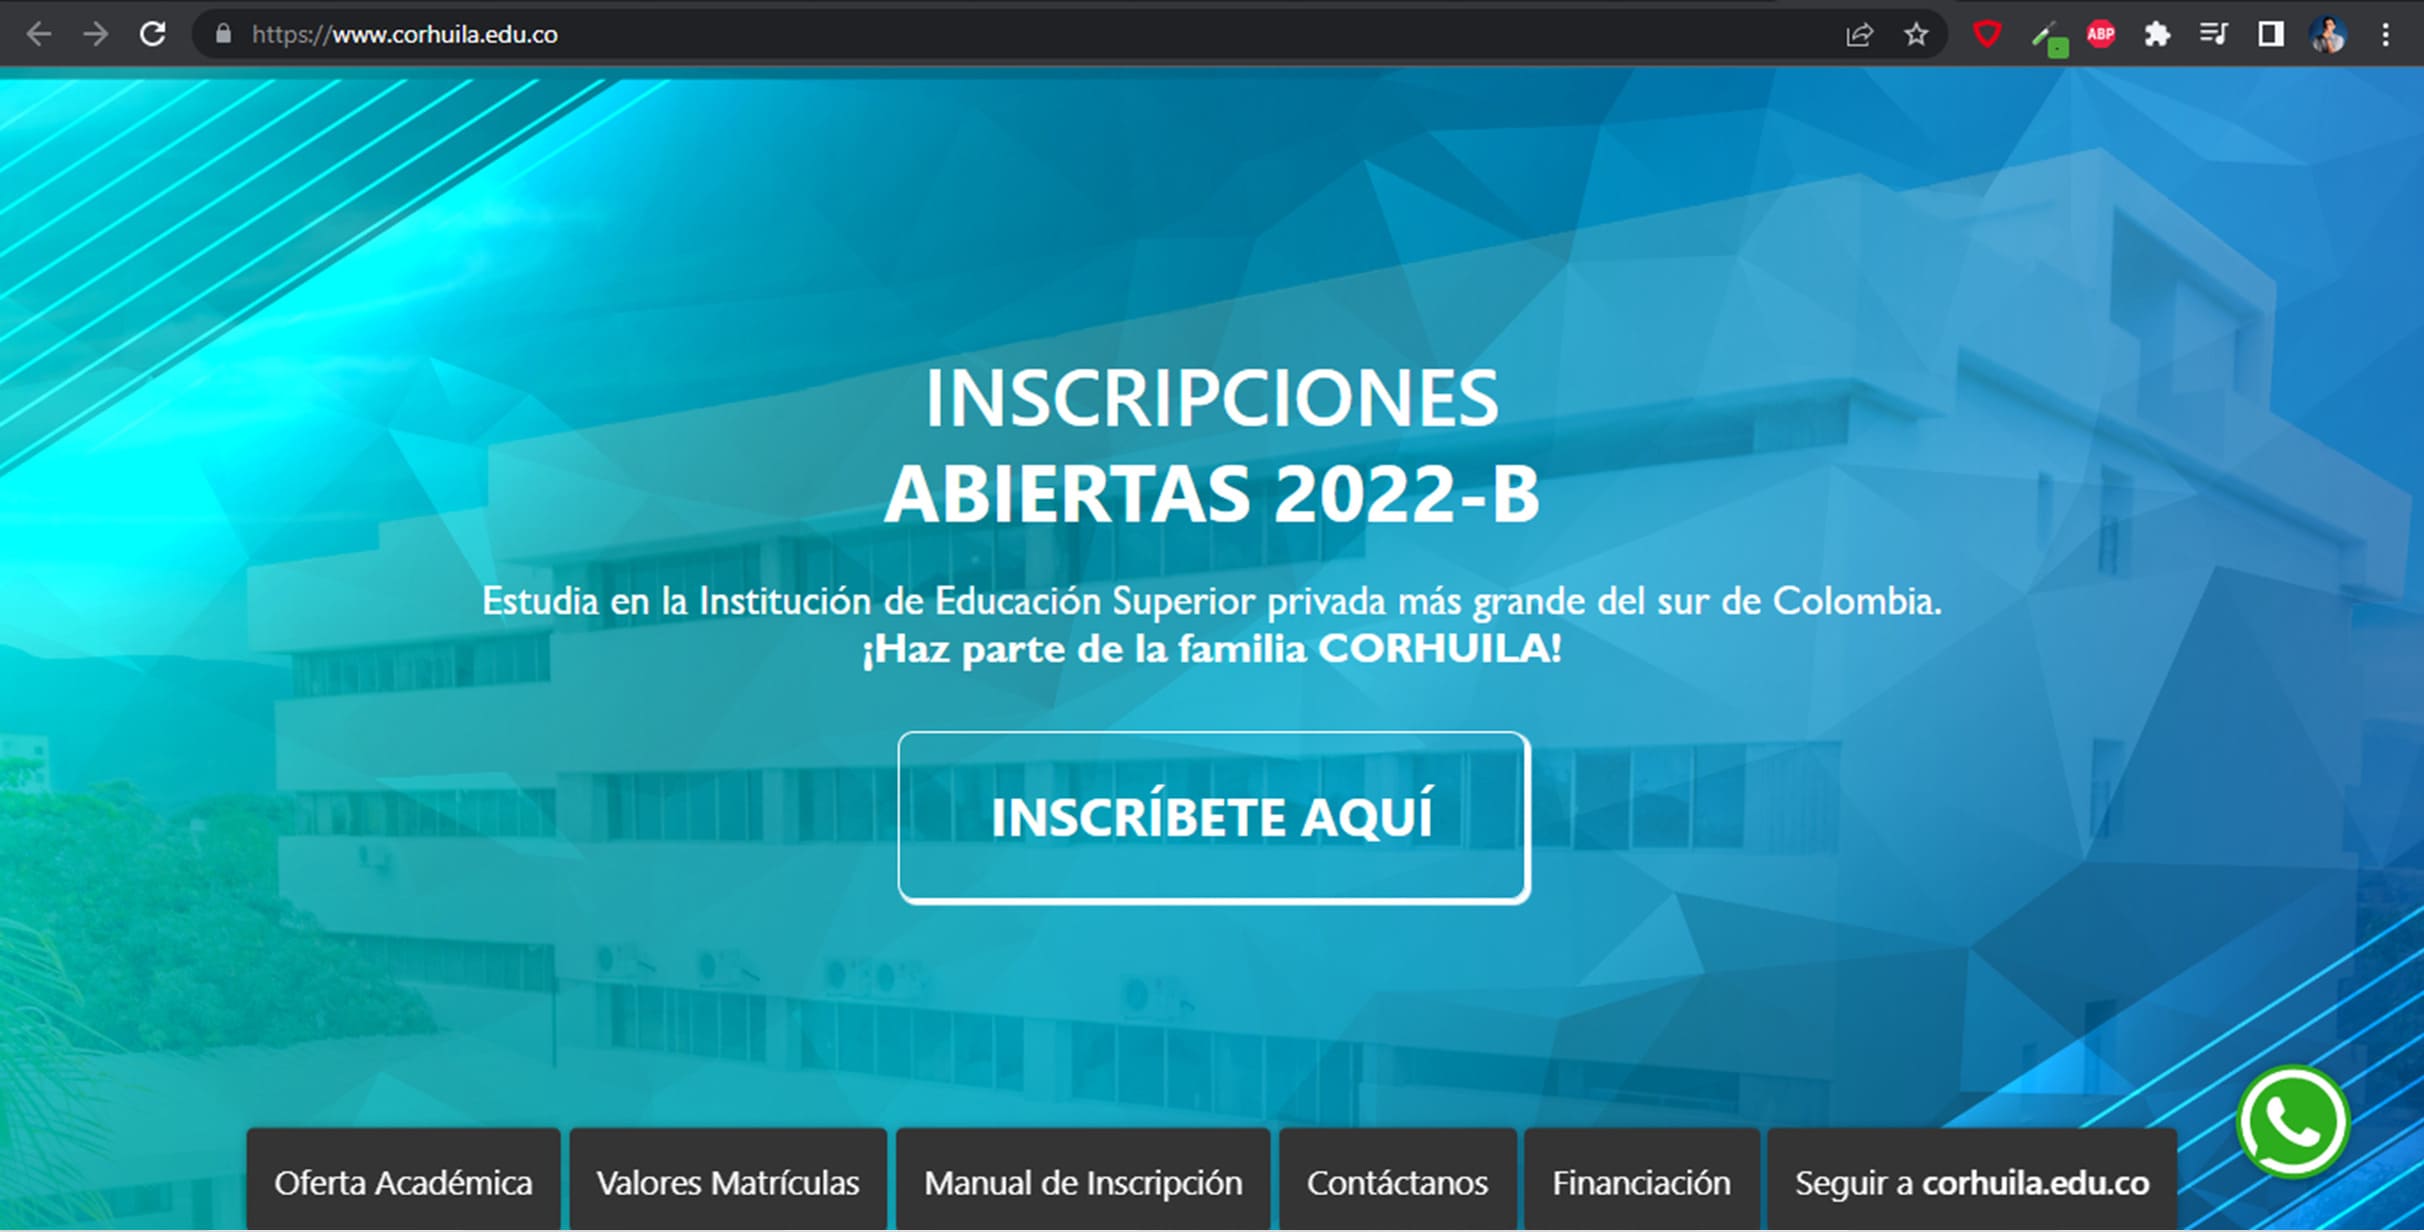 https://www.corhuila.edu.co
ABP
INSCRIPCIONES
ABIERTAS 2022-B
Estudia en la Institución de Educación Superior privada más grande del sur de Colombia.
¡Haz parte de la familia CORHUILA!
INSCRÍBETE AQUÍ
Oferta Académica
Valores Matrículas
Manual de Inscripción
Contáctanos
Financiación
Seguir a corhuila.edu.co